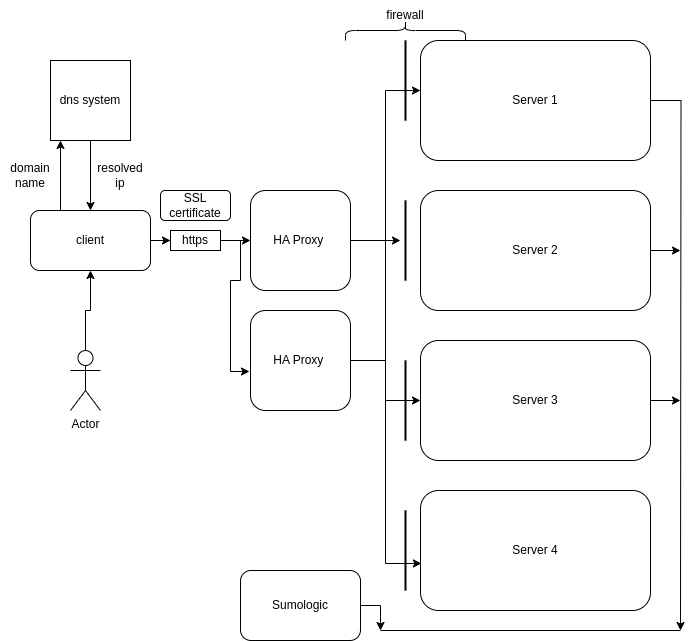 firewall
dns system
Server 1
domain
name
resolved
ip
SSL
certificate
client
https
HA Proxy
Server 2
HA Proxy
Server 3
Actor
Server 4
Sumologic